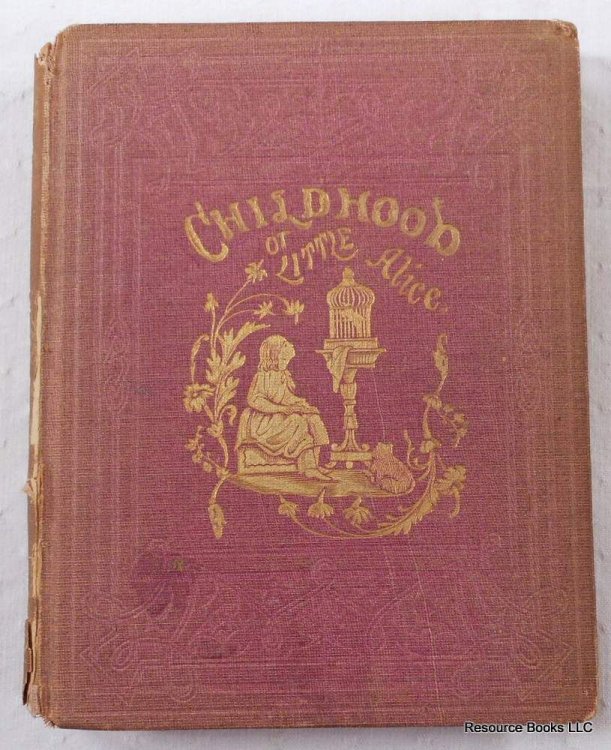 CHILDHOOD
OF
LITTLE Alice.
Resource Books LLC